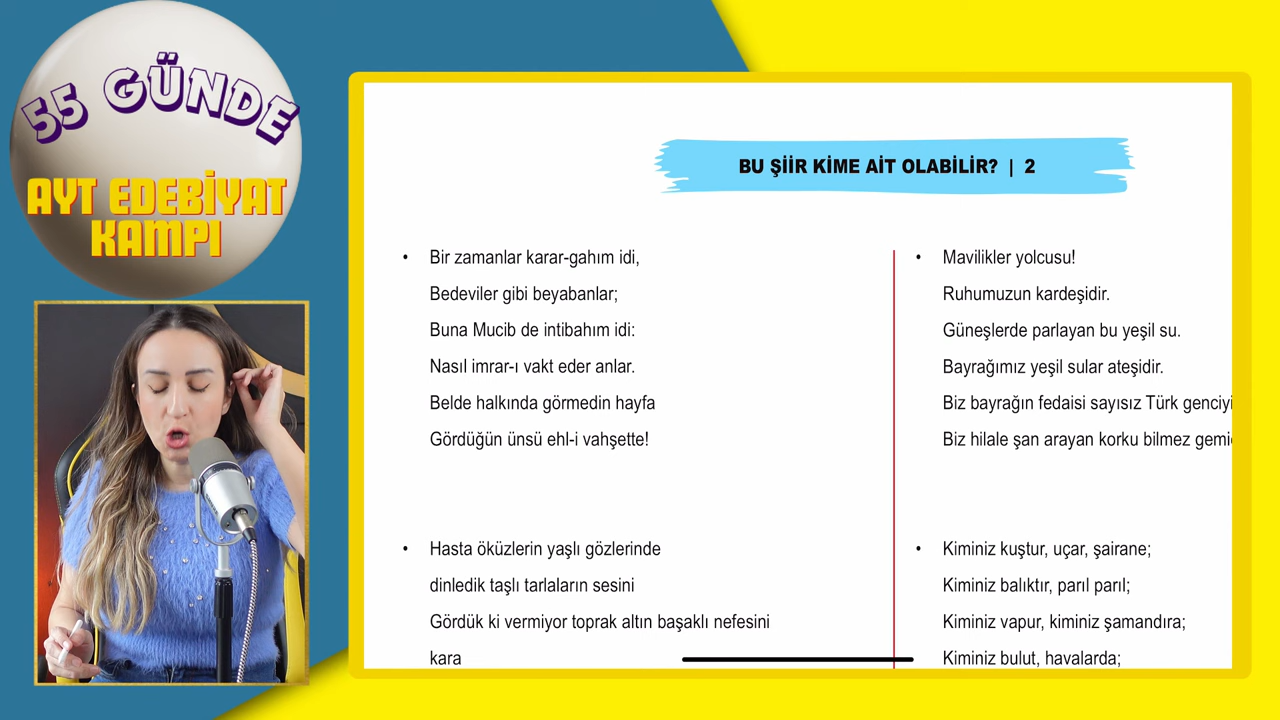 55 GÜNDE
AYT EDEBİYAT
KAMPI
BU ŞİİR KİME AİT OLABİLİR? | 2
• Bir zamanlar karar-gahım idi,
Bedeviler gibi beyabanlar;
Buna Mucib de intibahım idi:
Nasıl imrar-ı vakt eder anlar.
Belde halkında görmedin hayfa
Gördüğün ünsü ehl-i vahşette!
• Hasta öküzlerin yaşlı gözlerinde
dinledik taşlı tarlaların sesini
Gördük ki vermiyor toprak altın başaklı nefesini
kara
• Mavilikler yolcusu!
Ruhumuzun kardeşidir.
Güneşlerde parlayan bu yeşil su.
Bayrağımız yeşil sular ateşidir.
Biz bayrağın fedaisi sayısız Türk genciyi
Biz hilale şan arayan korku bilmez
• Kiminiz kuştur, uçar, şairane;
Kiminiz balıktır, parıl parıl;
Kiminiz vapur, kiminiz şamandıra;
Kiminiz bulut, havalarda;